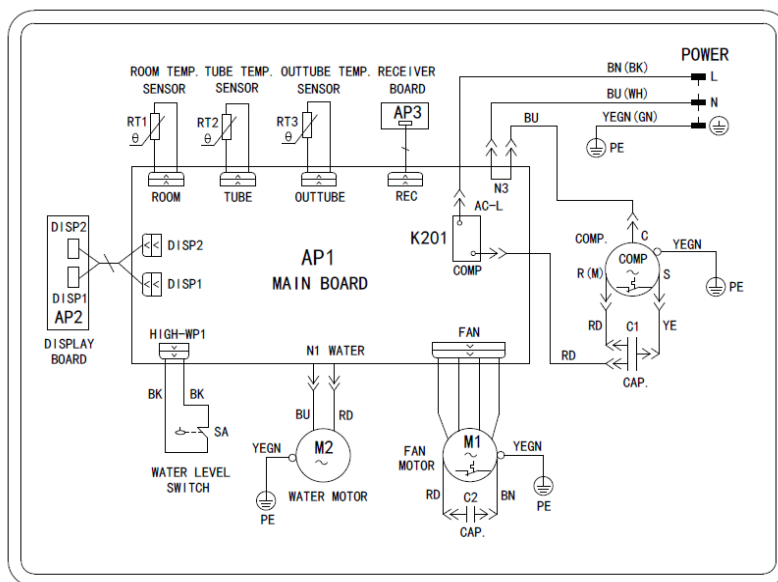 POWER
BN(BK)
L
BU(WH)
N
YEGN(GN)
PE
ROOM TEMP. TUBE TEMP. OUTTUBE TEMP. RECEIVER
SENSOR SENSOR SENSOR BOARD
AP3
RT1
θ
RT2
θ
RT3
θ
BU
N3
ROOM
TUBE
OUTTUBE
REC
AC-L
K201
COMP
DISP2
DISP1
AP2
DISPLAY
BOARD
DISP2
DISP1
AP1
MAIN BOARD
COMP.
C
COMP
R(M)
S
YEGN
PE
RD
C1
YE
RD
CAP.
HIGH-WP1
BK
BK
SA
WATER LEVEL
SWITCH
N1 WATER
BU
RD
M2
YEGN
PE
WATER MOTOR
FAN
M1
FAN
MOTOR
YEGN
PE
RD
C2
BN
CAP.